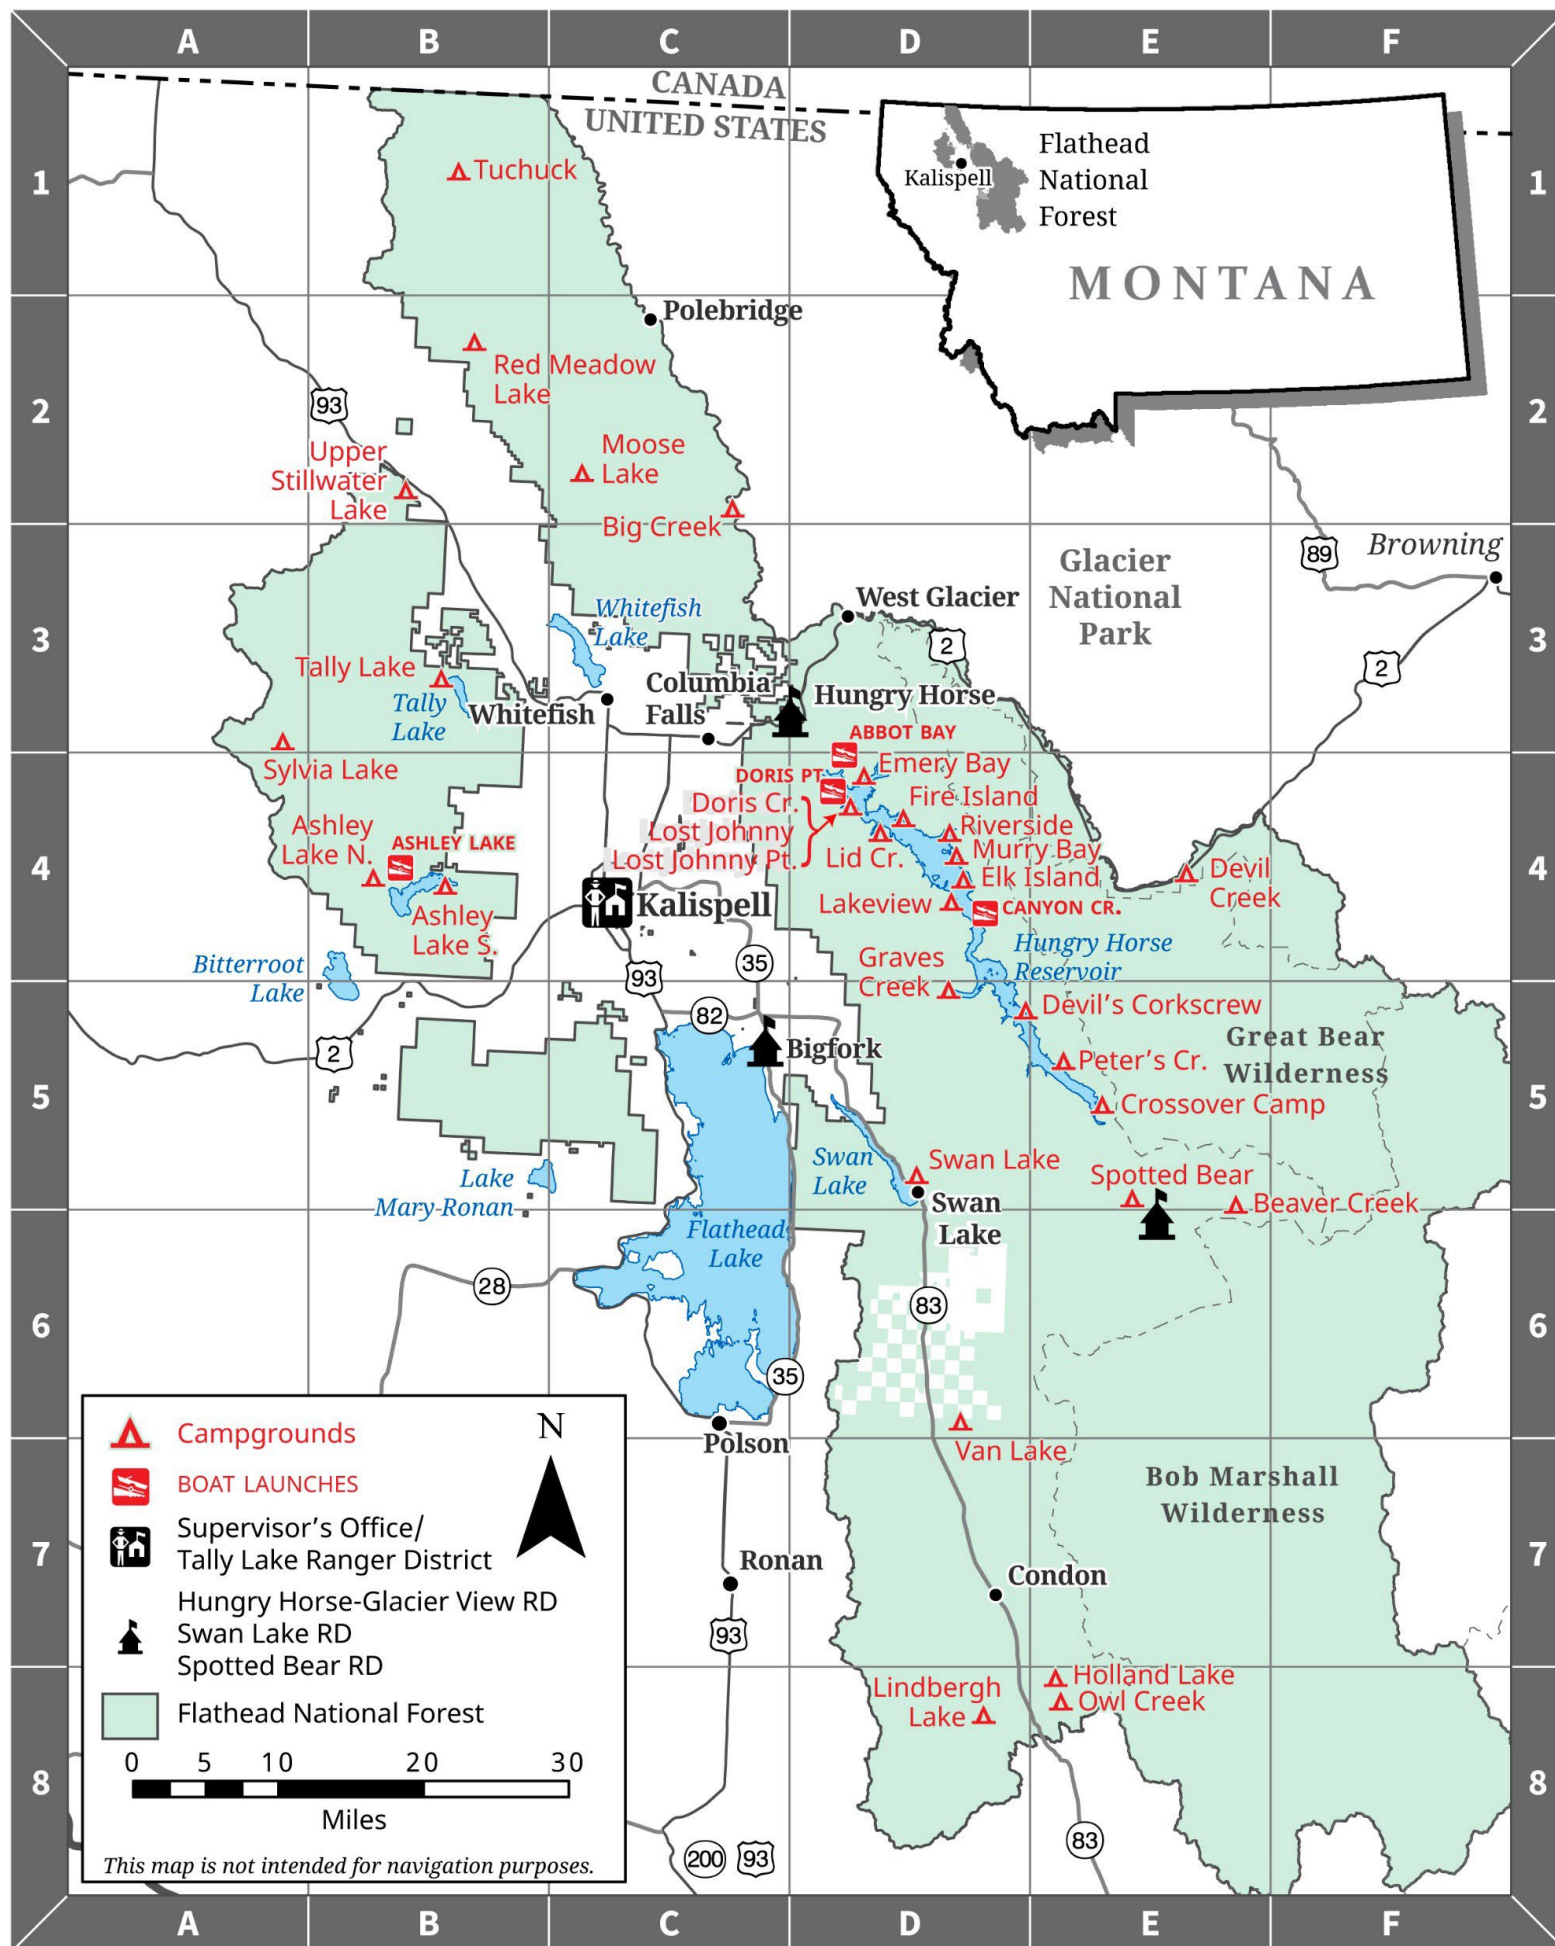 A B C D E F
CANADA
UNITED STATES
Flathead
National
Forest
Kalispell
MONTANA
1 1
Tuchuck
Polebridge
Red Meadow
Lake
2 2
93
Upper
Stillwater
Lake
Moose
Lake
Big Creek
Glacier
National
Park
89
Browning
West Glacier
Whitefish
Lake
2
3 3
Tally Lake
Tally
Lake
Whitefish
Columbia
Falls
Hungry Horse
2
ABBOT BAY
Sylvia Lake
Emery Bay
DORIS PT.
Doris Cr.
Lost Johnny
Lost Johnny Pt.
Fire Island
Riverside
Murry Bay
Lid Cr.
Elk Island
Ashley
Lake N.
ASHLEY LAKE
4 4
Devil
Creek
Lakeview
CANYON CR.
Kalispell
Ashley
Lake S.
Hungry Horse
Reservoir
Graves
Creek
Bitterroot
Lake
93
35
82
2
Devil's Corkscrew
Great Bear
Wilderness
Bigfork
Peter's Cr.
5 5
Crossover Camp
Swan
Lake
Swan Lake
Spotted Bear
Beaver Creek
Lake
Mary-Ronan
Swan
Lake
Flathead
Lake
28
83
6 6
35
Polson
Van Lake
Bob Marshall
Wilderness
7 7
Ronan
Condon
93
Holland Lake
Owl Creek
Lindbergh
Lake
8 8
200 93
83
Campgrounds
N
BOAT LAUNCHES
Supervisor's Office/
Tally Lake Ranger District
Hungry Horse-Glacier View RD
Swan Lake RD
Spotted Bear RD
Flathead National Forest
0 5 10 20 30
Miles
This map is not intended for navigation purposes.
A B C D E F